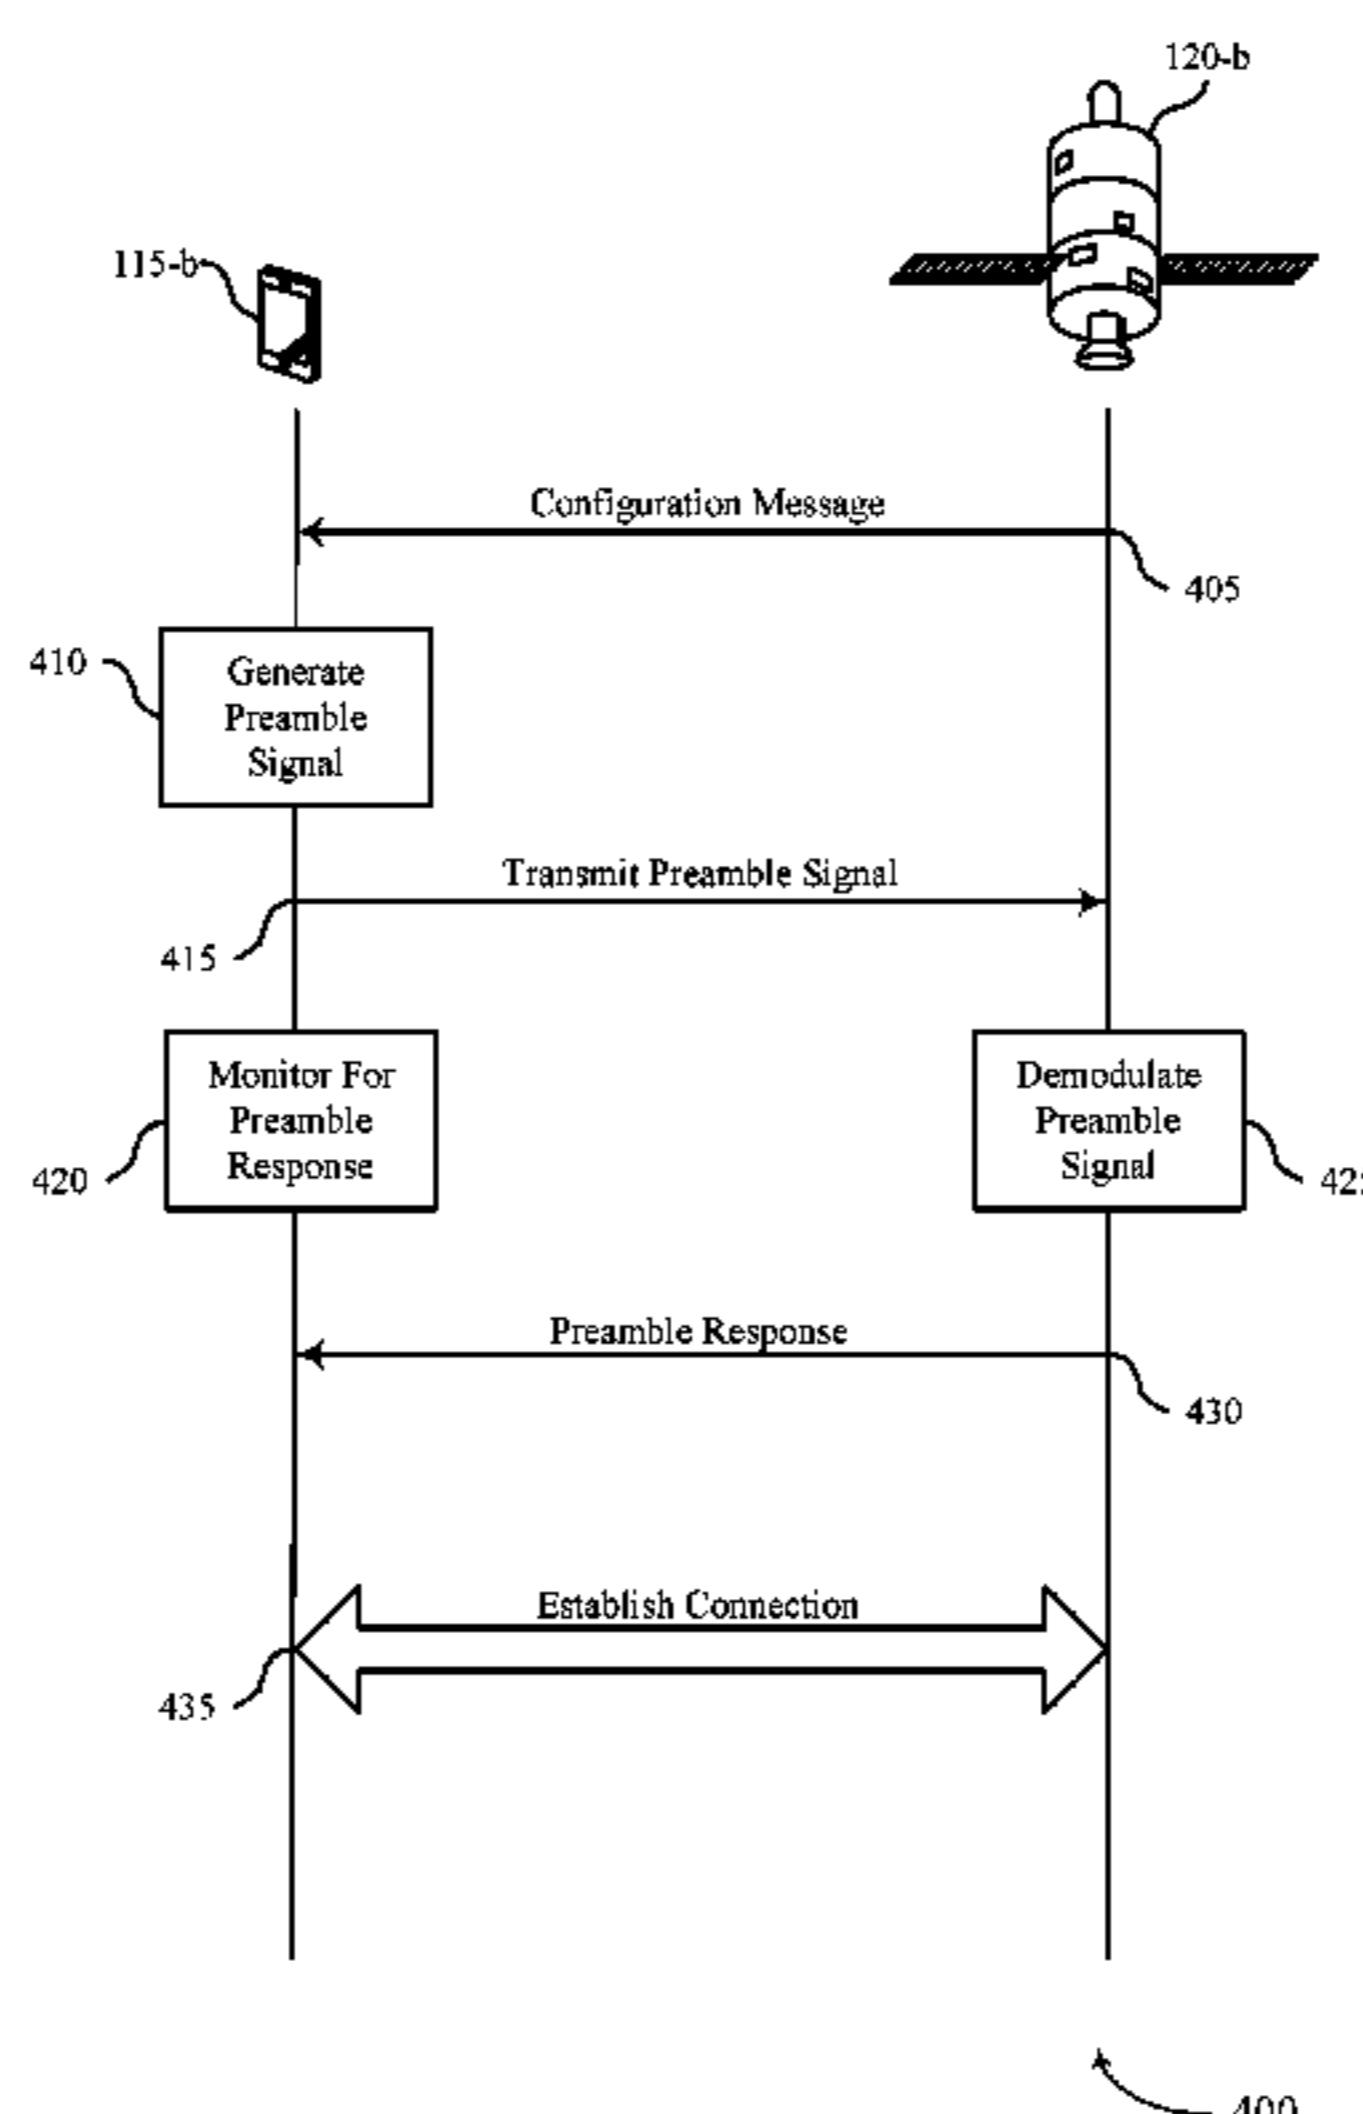 120-b
115-b
Configuration Message
405
410
Generate
Preamble
Signal
Transmit Preamble Signal
415
Monitor For
Preamble
Response
420
Demodulate
Preamble
Signal
Preamble Response
430
Establish Connection
435
400